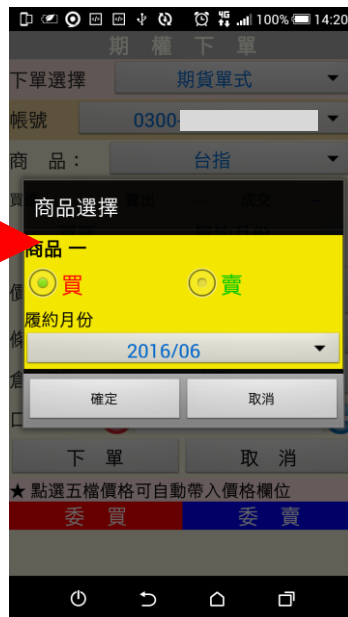 4G 100% 14:20
期 權 下 單
下單選擇 期貨單式
帳號 0300-
商 品： 台指
商品選擇
商品 一
買 賣
履約月份
2016/06
確定 取消
下 單 取 消
★ 點選五檔價格可自動帶入價格欄位
委 買 委 賣